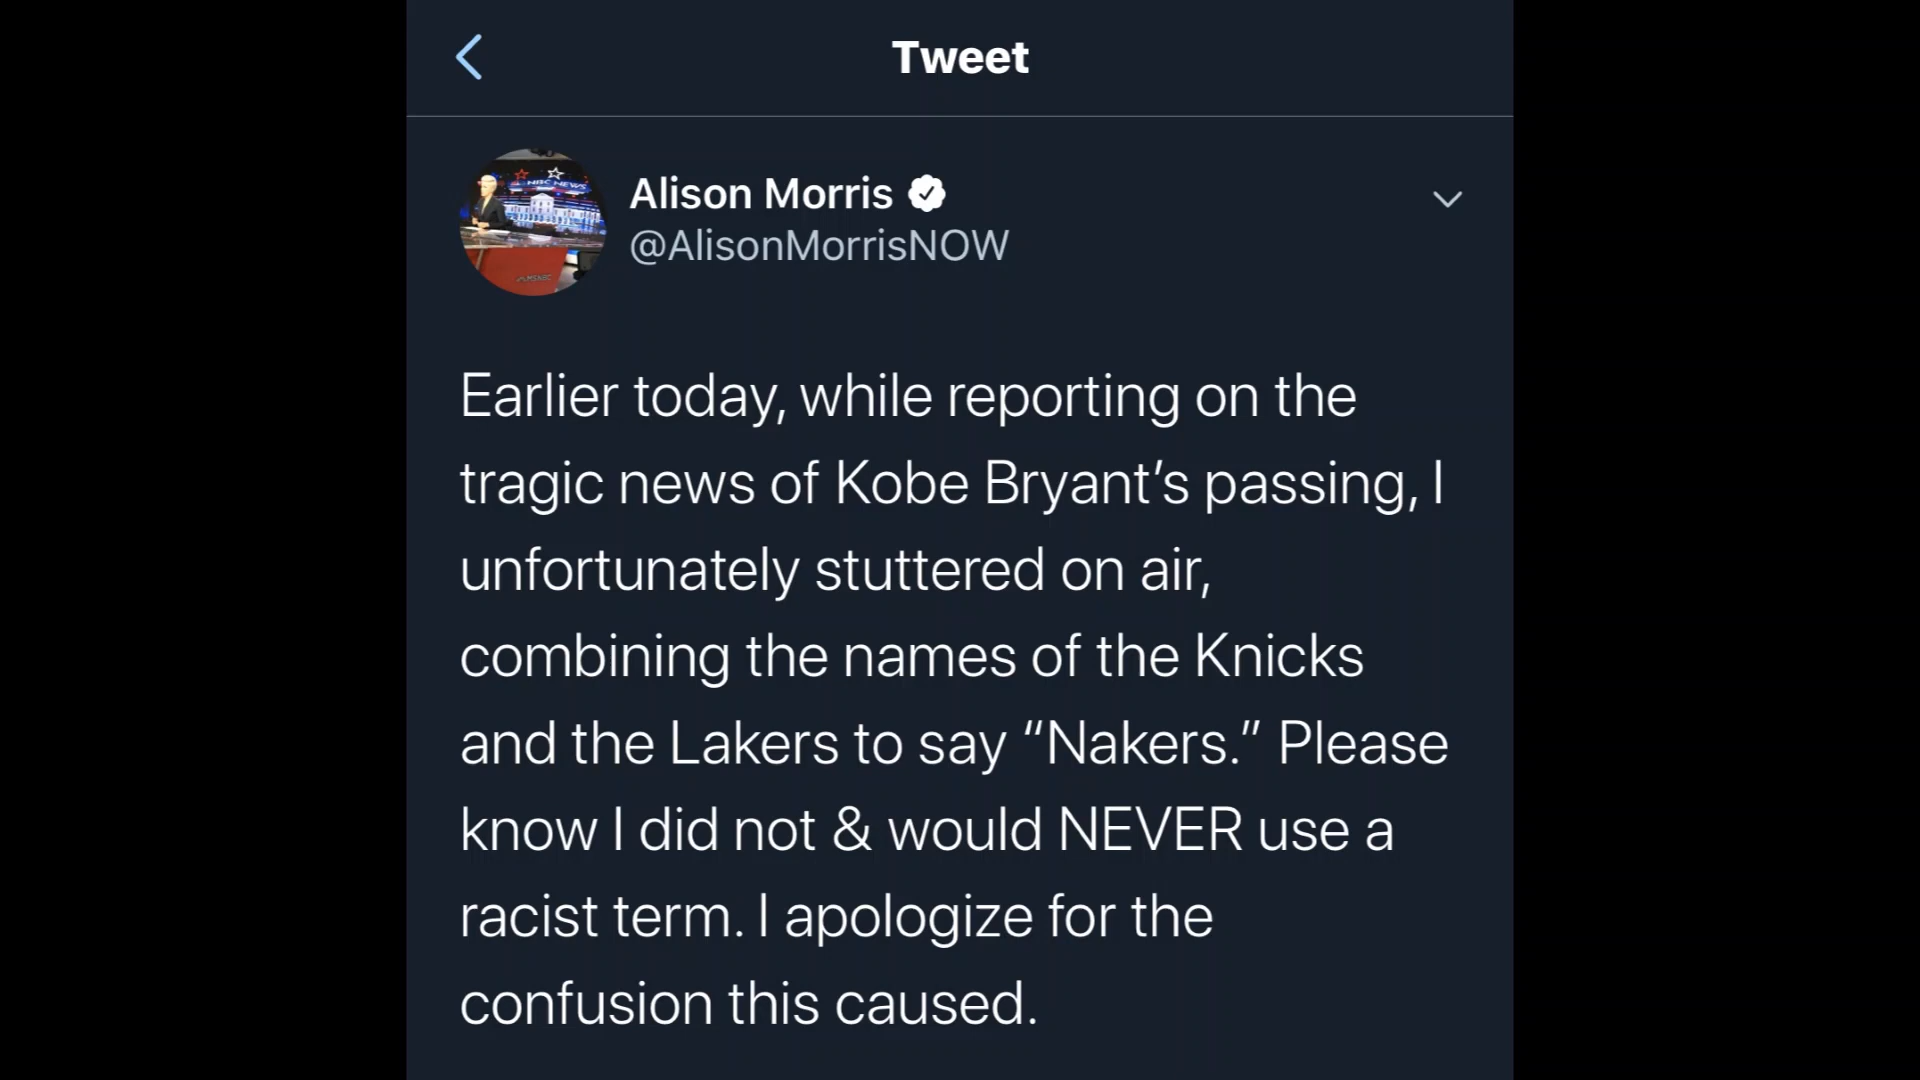 Tweet
NBC NEWS
Alison Morris
@AlisonMorrisNOW
Earlier today, while reporting on the
tragic news of Kobe Bryant’s passing, I
unfortunately stuttered on air,
combining the names of the Knicks
and the Lakers to say “Nakers.” Please
know I did not & would NEVER use a
racist term. I apologize for the
confusion this caused.